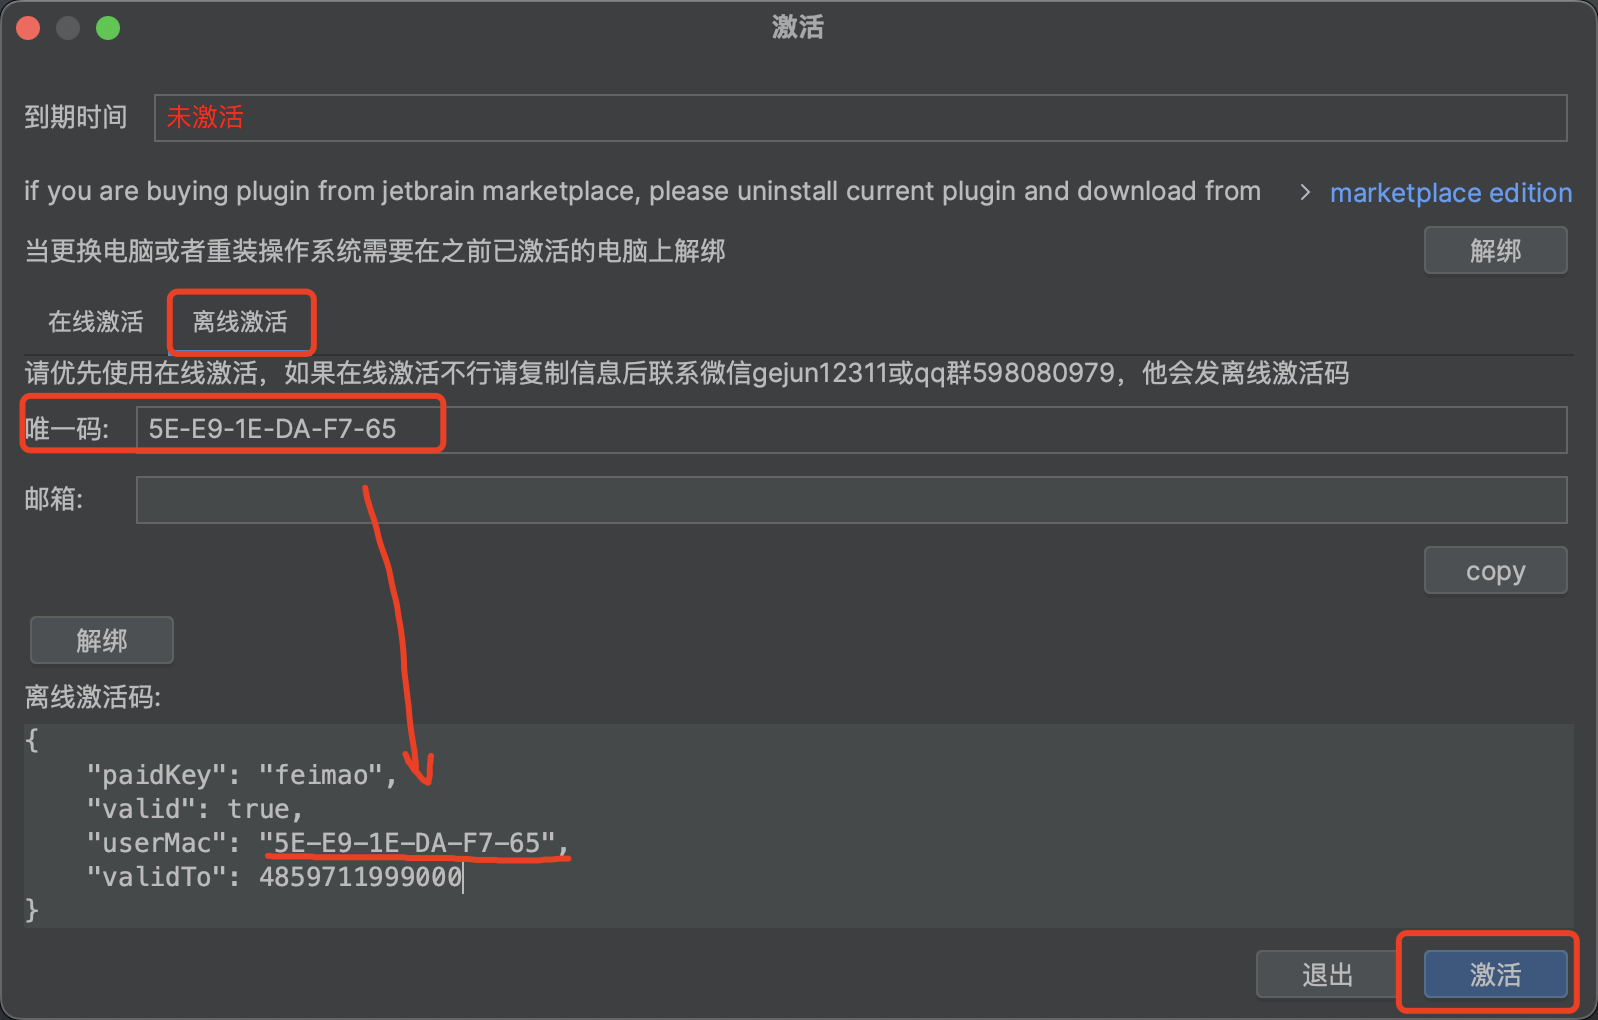 激活
到期时间 未激活
if you are buying plugin from jetbrain marketplace, please uninstall current plugin and download from > marketplace edition
当更换电脑或者重装操作系统需要在之前已激活的电脑上解绑 解绑
在线激活 离线激活
请优先使用在线激活，如果在线激活不行请复制信息后联系微信gejun12311或qq群598080979，他会发离线激活码
唯一码: 5E-E9-1E-DA-F7-65
邮箱:
copy
解绑
离线激活码:
{
    "paidKey": "feimao",
    "valid": true,
    "userMac": "5E-E9-1E-DA-F7-65",
    "validTo": 4859711999000
}
退出 激活